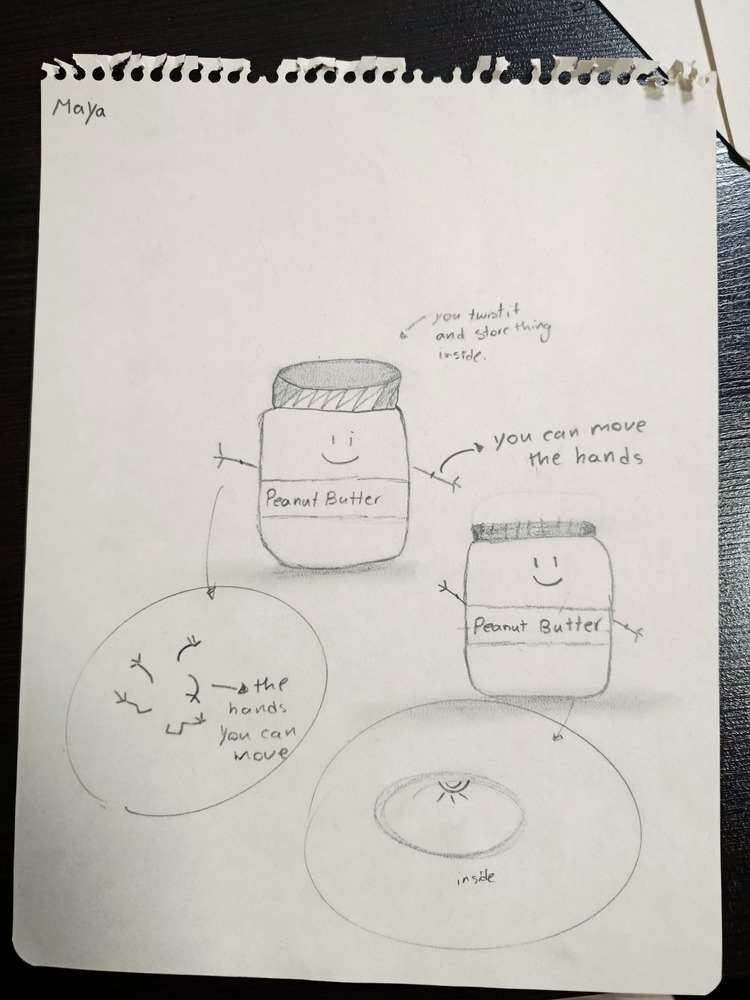 Maya
you twist it
and store thing
inside.
you can move
the hands
Peanut Butter
Peanut Butter
the
hands
you can
move
inside